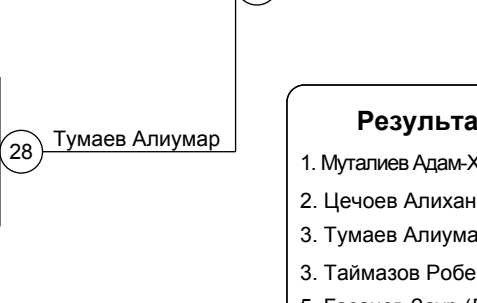 28 Тумаев Алиумар
Результа
1. Муталиев Адам-Х
2. Цечоев Алихан
3. Тумаев Алиума
3. Таймазов Робе